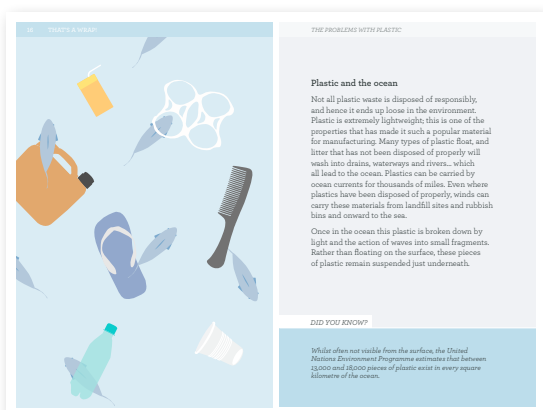 THAT'S A WRAP!
THE PROBLEMS WITH PLASTIC
Plastic and the ocean
Not all plastic waste is disposed of responsibly,
and hence it ends up loose in the environment.
Plastic is extremely lightweight; this is one of the
properties that has made it such a popular material
for manufacturing. Many types of plastic float, and
litter that has not been disposed of properly will
wash into drains, waterways and rivers... which
all lead to the ocean. Plastics can be carried by
ocean currents for thousands of miles. Even where
plastics have been disposed of properly, winds can
carry these materials from landfill sites and rubbish
bins and onward to the sea.
Once in the ocean this plastic is broken down by
light and the action of waves into small fragments.
Rather than floating on the surface, these pieces
of plastic remain suspended just underneath.
DID YOU KNOW?
Whilst often not visible from the surface, the United
Nations Environment Programme estimates that between
13,000 and 18,000 pieces of plastic exist in every square
kilometre of the ocean.